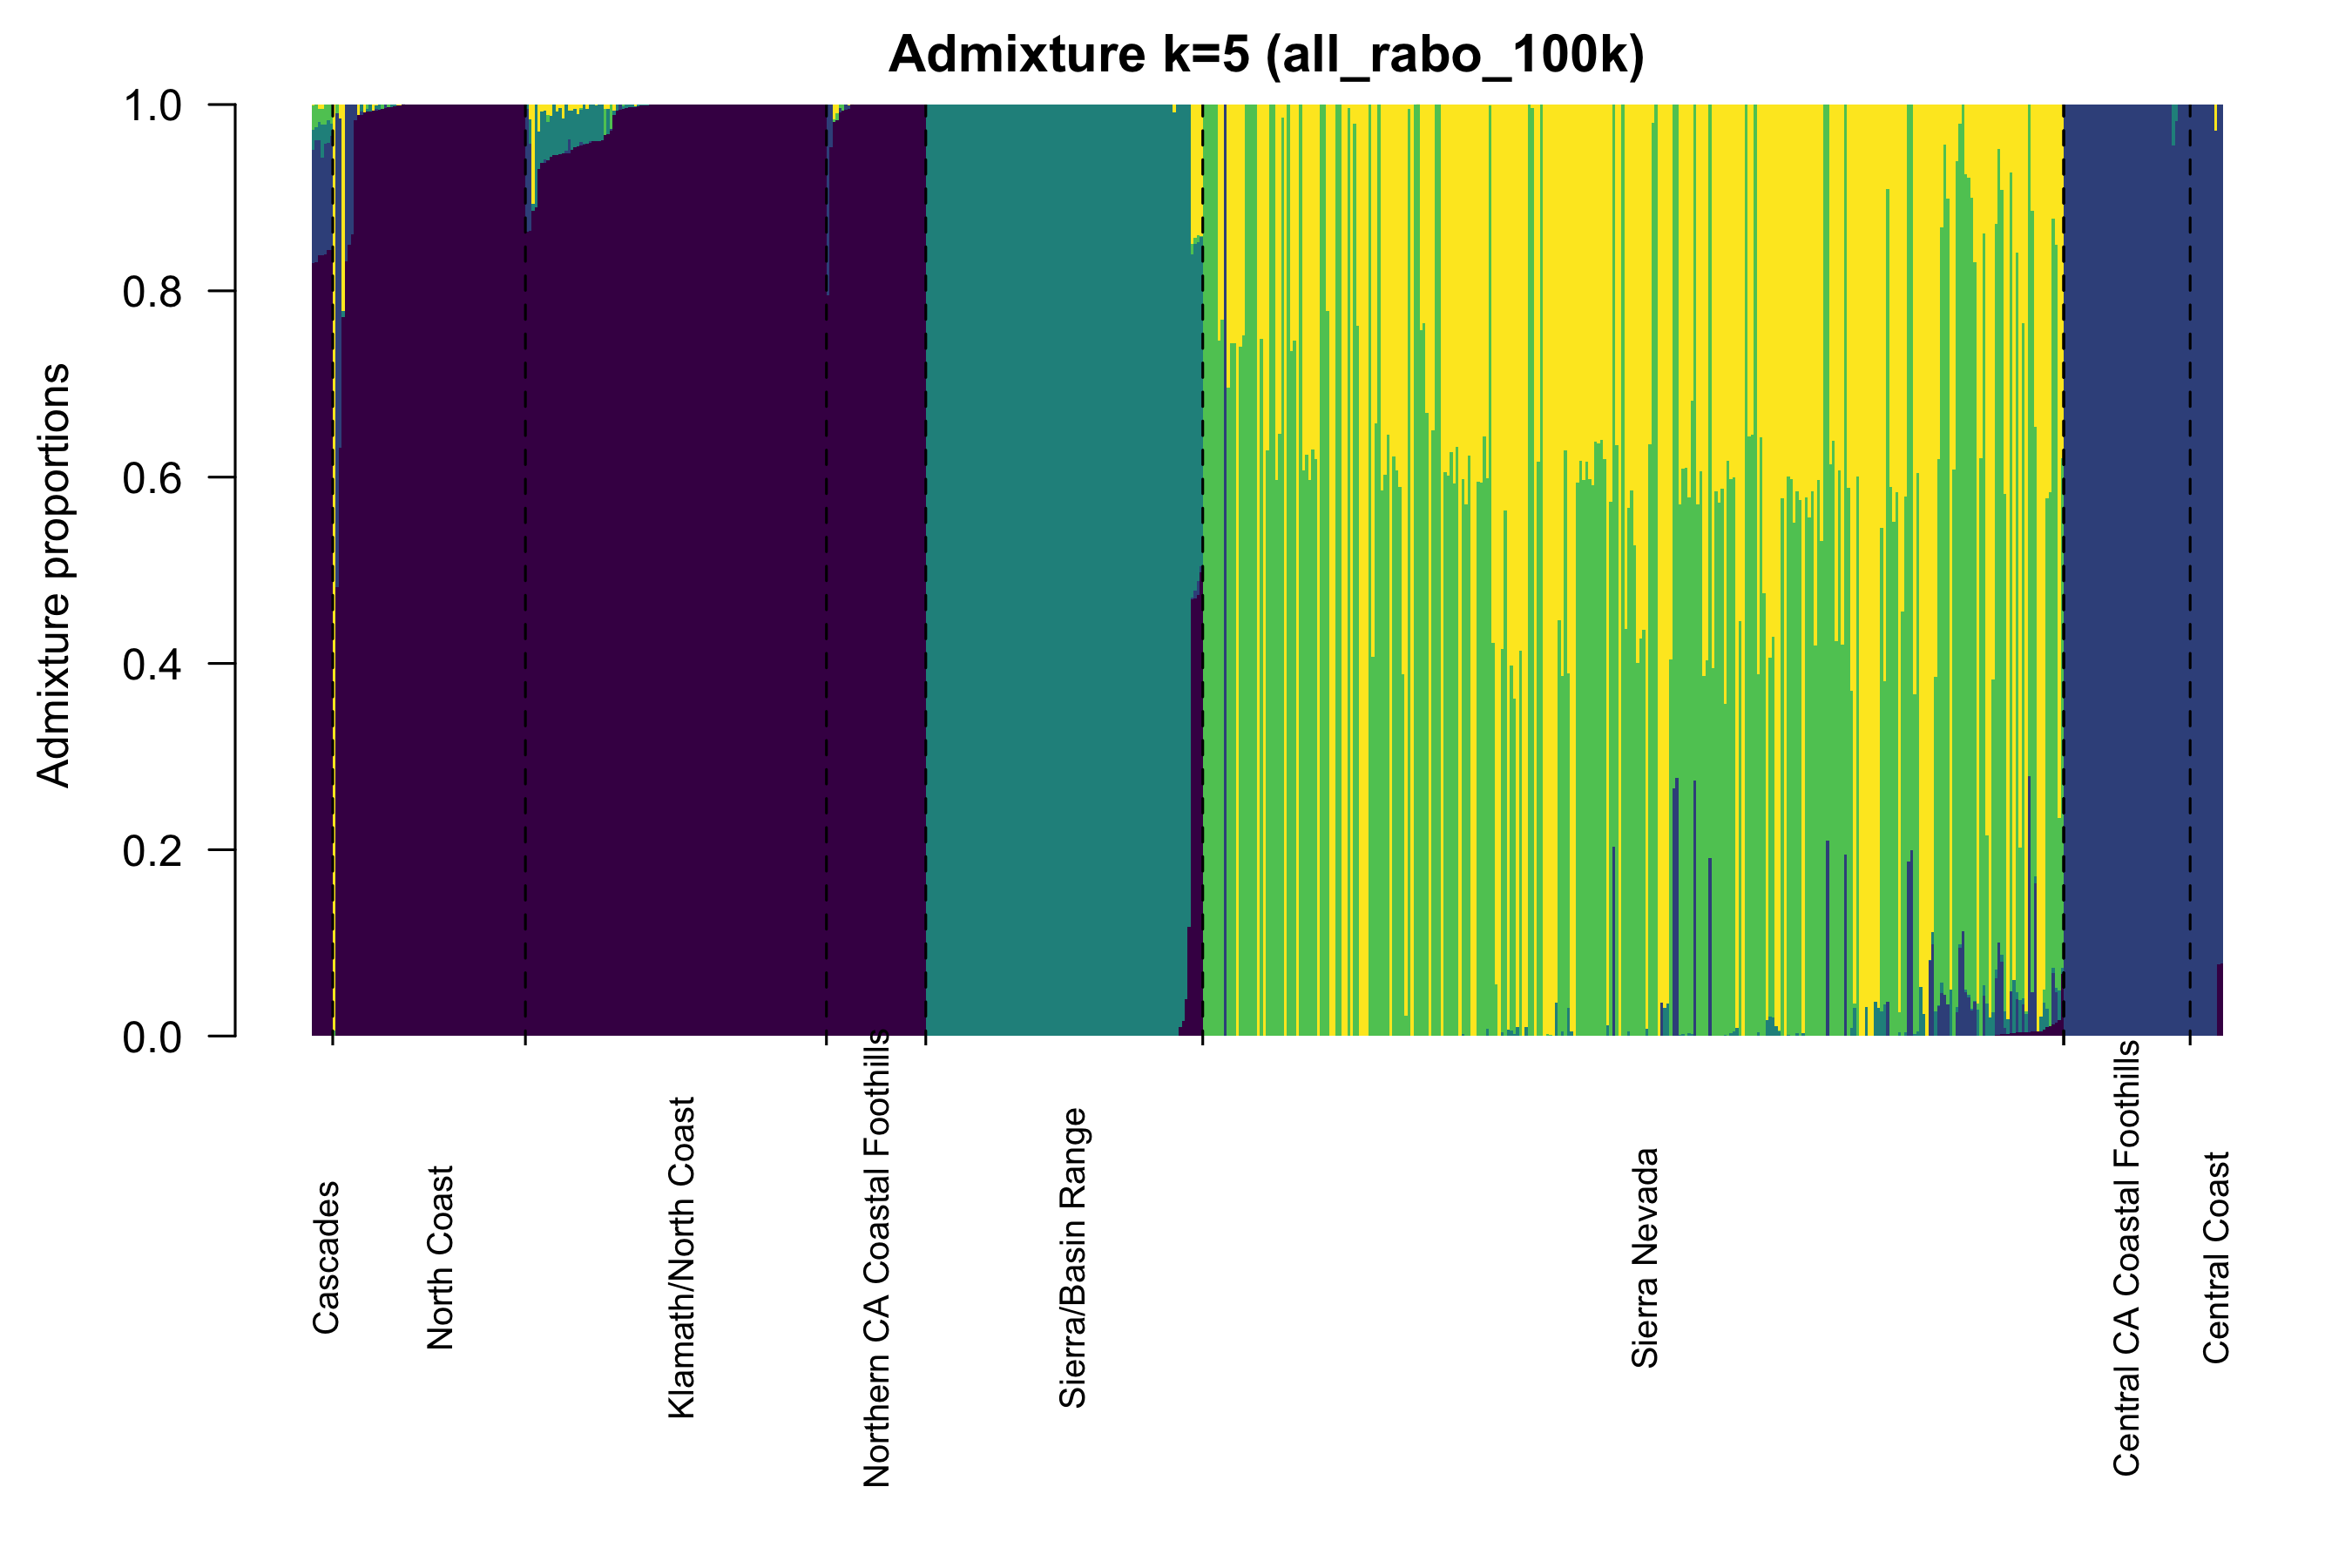 Admixture k=5 (all_rabo_100k)
Admixture proportions
1.0
0.8
0.6
0.4
0.2
0.0
Cascades
North Coast
Klamath/North Coast
Northern CA Coastal Foothills
Sierra/Basin Range
Sierra Nevada
Central CA Coastal Foothills
Central Coast